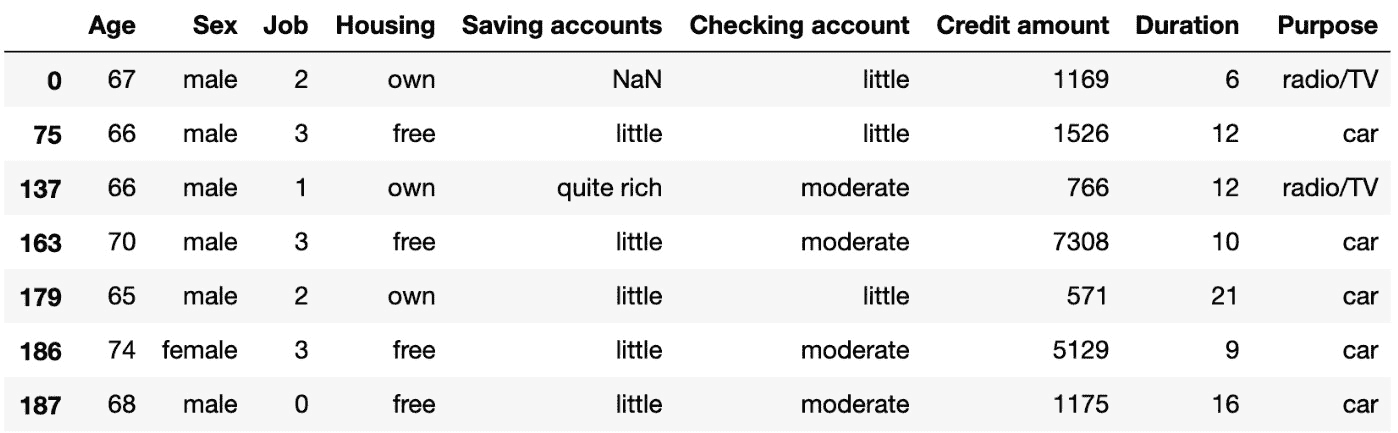 Age Sex Job Housing Saving accounts Checking account Credit amount Duration Purpose
0 67 male 2 own NaN little 1169 6 radio/TV
75 66 male 3 free little little 1526 12 car
137 66 male 1 own quite rich moderate 766 12 radio/TV
163 70 male 3 free little moderate 7308 10 car
179 65 male 2 own little little 571 21 car
186 74 female 3 free little moderate 5129 9 car
187 68 male 0 free little moderate 1175 16 car